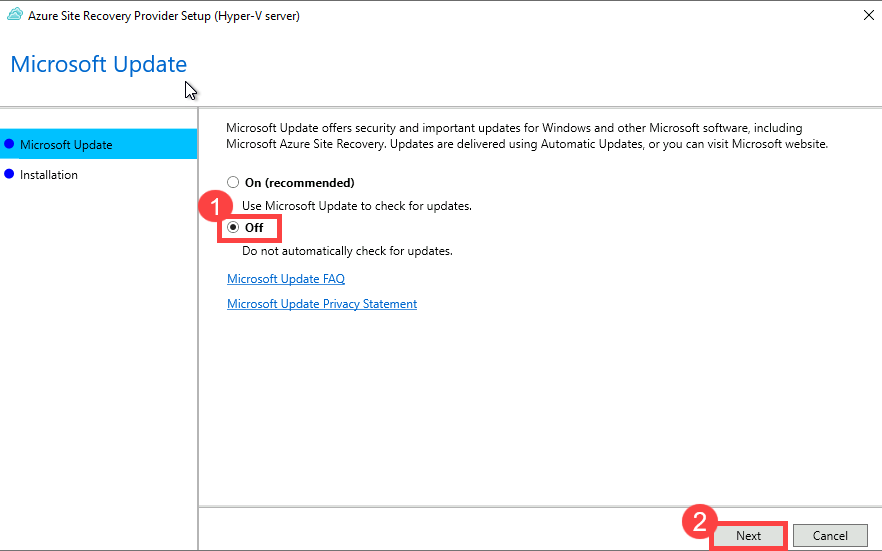 Azure Site Recovery Provider Setup (Hyper-V server)
Microsoft Update
Microsoft Update
Installation
Microsoft Update offers security and important updates for Windows and other Microsoft software, including
Microsoft Azure Site Recovery. Updates are delivered using Automatic Updates, or you can visit Microsoft website.
On (recommended)
Use Microsoft Update to check for updates.
1
Off
Do not automatically check for updates.
Microsoft Update FAQ
Microsoft Update Privacy Statement
2
Next
Cancel